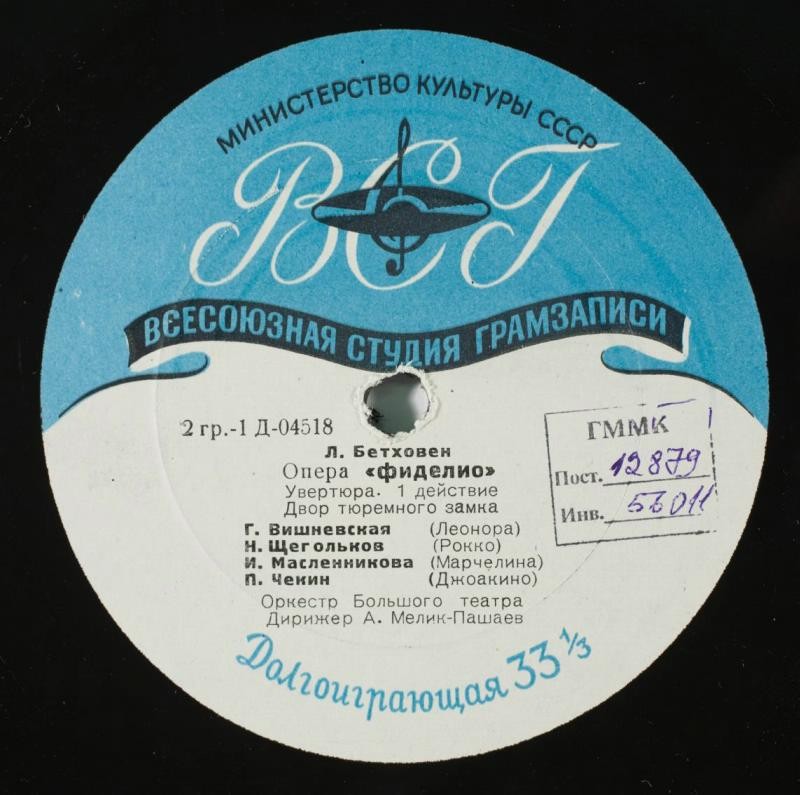 МИНИСТЕРСТВО КУЛЬТУРЫ СССР
ВСГ
ВСЕСОЮЗНАЯ СТУДИЯ ГРАМЗАПИСИ
2 гр.-1 Д-04518
Л. Бетховен
Опера «ФИДЕЛИО»
Увертюра. 1 действие
Двор тюремного замка
Г. Вишневская (Леонора)
Н. Щегольков (Рокко)
И. Масленникова (Марчелина)
П. Чекин (Джоакино)
Оркестр Большого театра
Дирижер А. Мелик-Пашаев
Долгоиграющая 33 1/3
ГММК
Пост. 12879
Инв. 56011